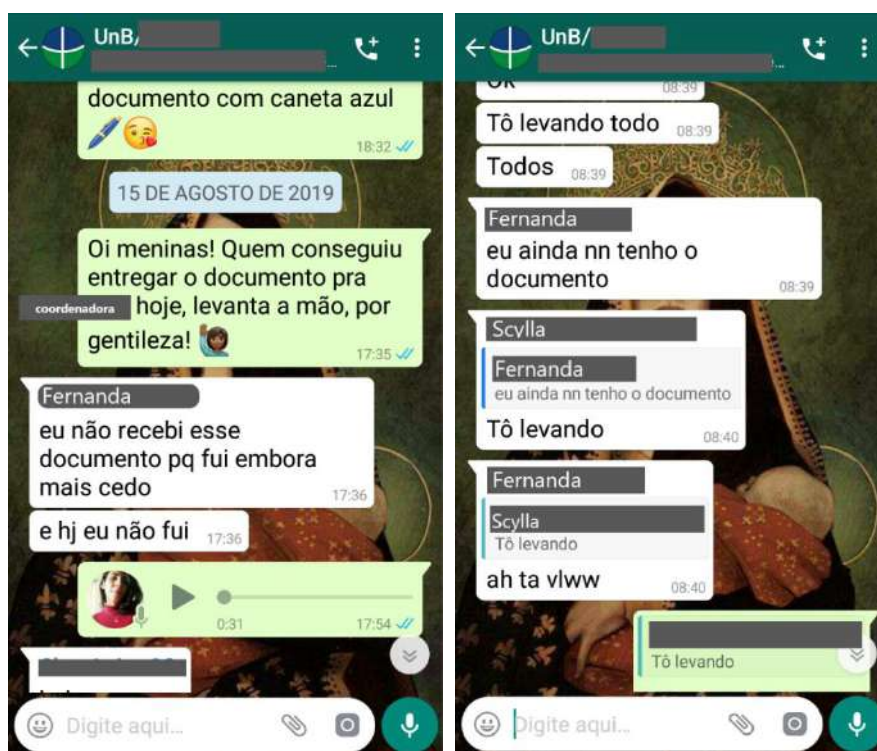 UnB/
documento com caneta azul
🖊️😘
18:32
15 DE AGOSTO DE 2019
Oi meninas! Quem conseguiu
entregar o documento pra
coordenadora hoje, levanta a mão, por
gentileza! 🙋🏾‍♀️
17:35
Fernanda
eu não recebi esse
documento pq fui embora
mais cedo
17:36
e hj eu não fui 17:36
0:31 17:54
Digite aqui...
UnB/
08:39
Tô levando todo 08:39
Todos 08:39
Fernanda
eu ainda nn tenho o
documento
08:39
Scylla
Fernanda
eu ainda nn tenho o documento
Tô levando 08:40
Fernanda
Scylla
Tô levando
ah ta vlww 08:40
Tô levando
Digite aqui...